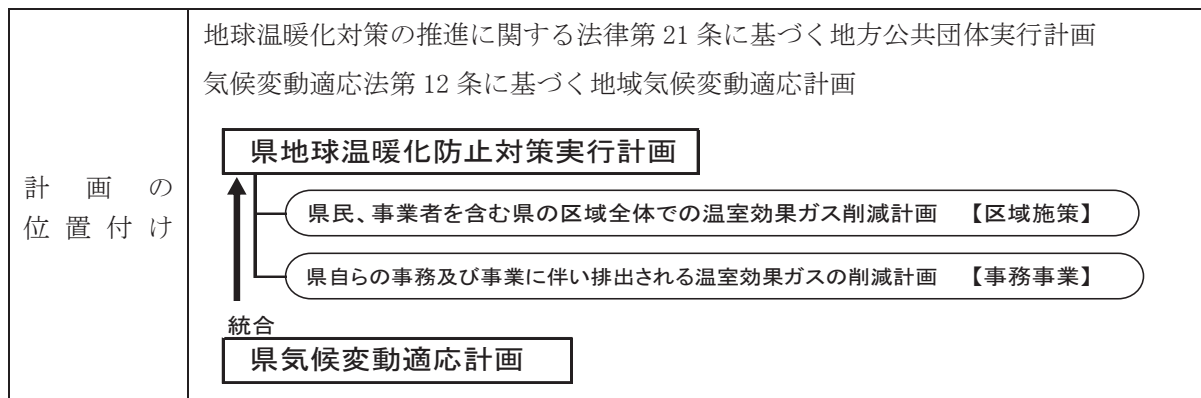 地球温暖化対策の推進に関する法律第 21 条に基づく地方公共団体実行計画
気候変動適応法第 12 条に基づく地域気候変動適応計画
計画の
位置付け
県地球温暖化防止対策実行計画
県民、事業者を含む県の区域全体での温室効果ガス削減計画 【区域施策】
県自らの事務及び事業に伴い排出される温室効果ガスの削減計画 【事務事業】
統合
県気候変動適応計画